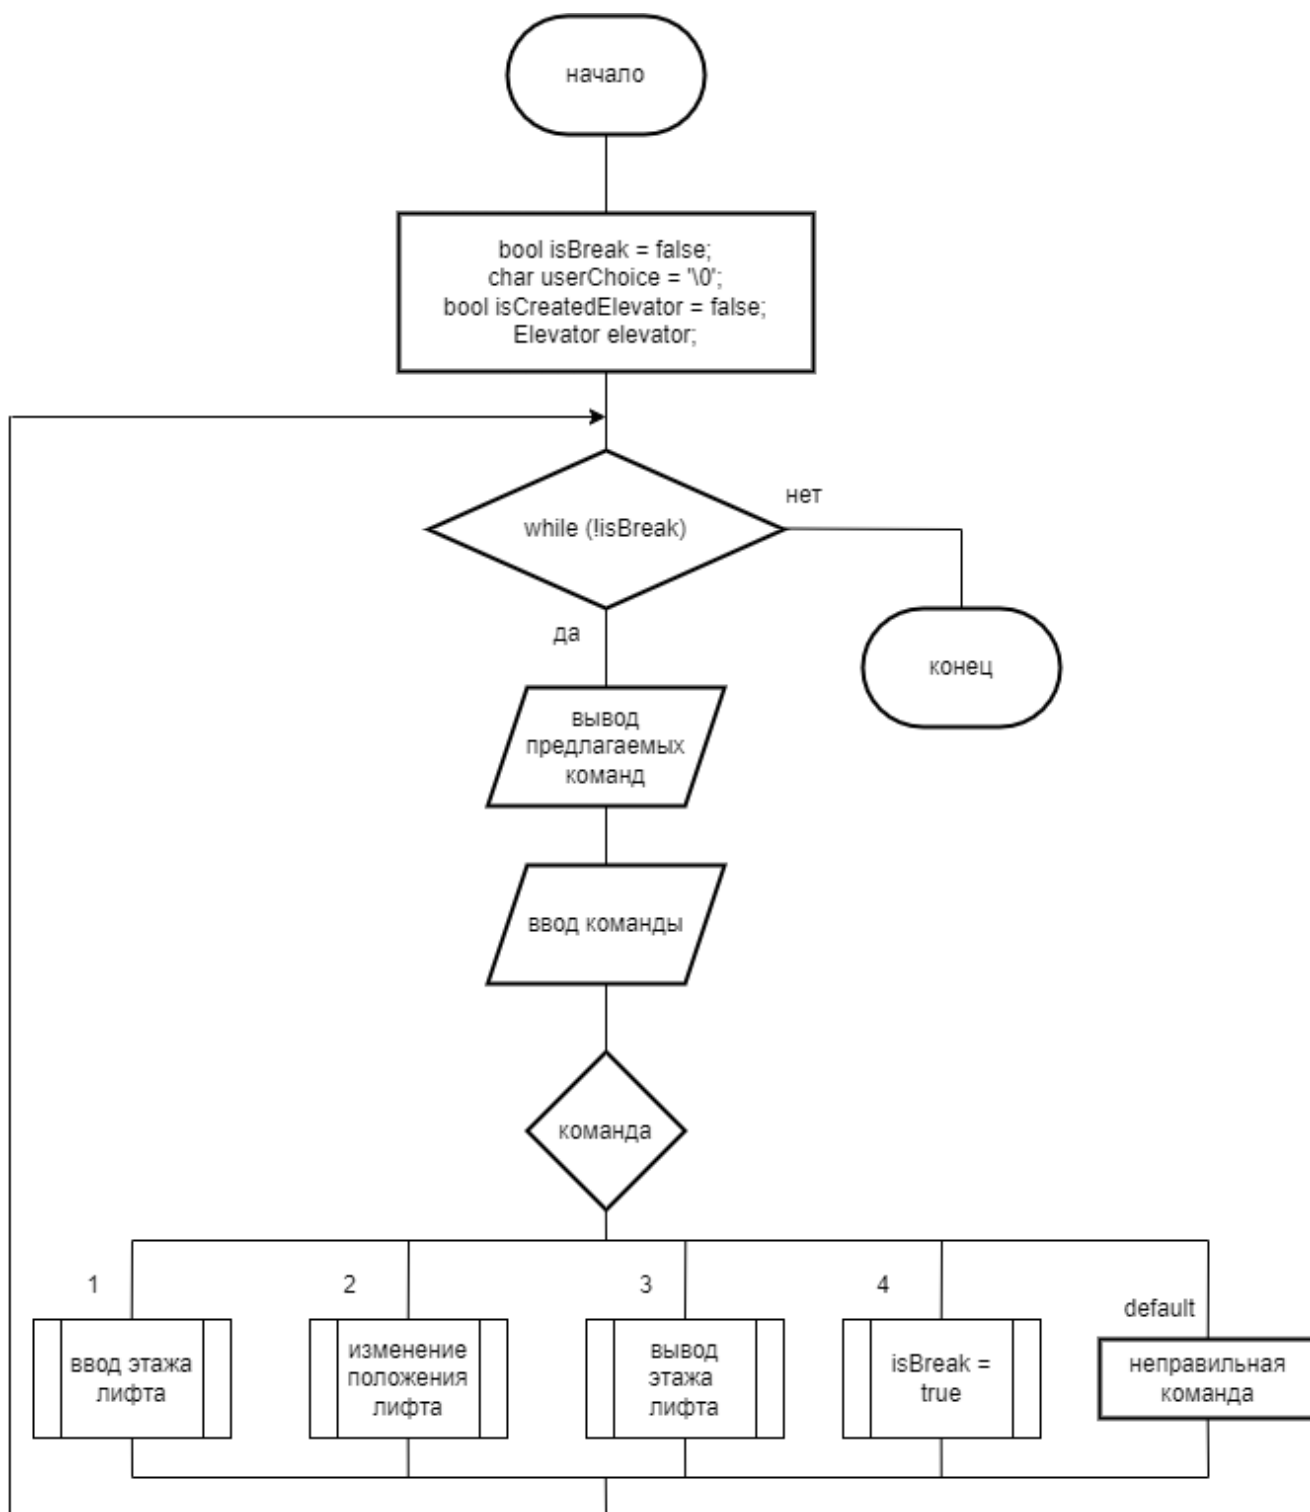 начало
bool isBreak = false;
char userChoice = '\0';
bool isCreatedElevator = false;
Elevator elevator;
нет
while (!isBreak)
да
конец
вывод
предлагаемых
команд
ввод команды
команда
1
2
3
4
default
ввод этажа
лифта
изменение
положения
лифта
вывод
этажа
лифта
isBreak =
true
неправильная
команда